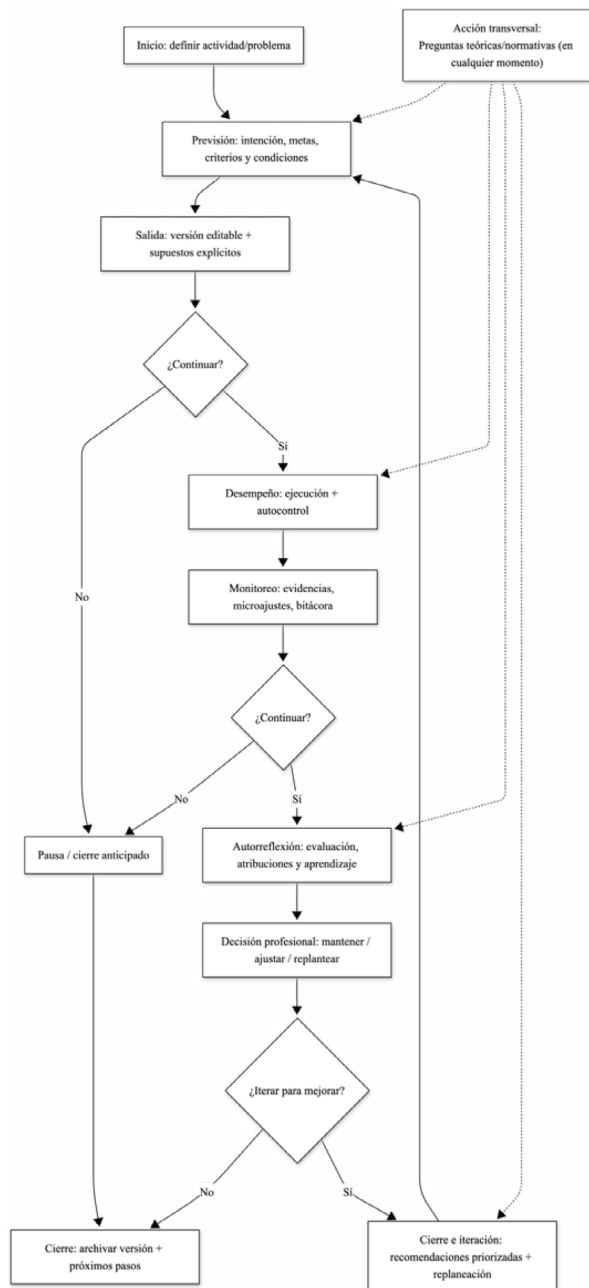 Inicio: definir actividad/problema
Acción transversal:
Preguntas teóricas/normativas (en
cualquier momento)
Previsión: intención, metas,
criterios y condiciones
Salida: versión editable +
supuestos explícitos
¿Continuar?
Sí
Desempeño: ejecución +
autocontrol
No
Monitoreo: evidencias,
microajustes, bitácora
¿Continuar?
No
Sí
Pausa / cierre anticipado
Autorreflexión: evaluación,
atribuciones y aprendizaje
Decisión profesional: mantener /
ajustar / replantear
¿Iterar para mejorar?
No
Sí
Cierre: archivar versión +
próximos pasos
Cierre e iteración:
recomendaciones priorizadas +
replaneación